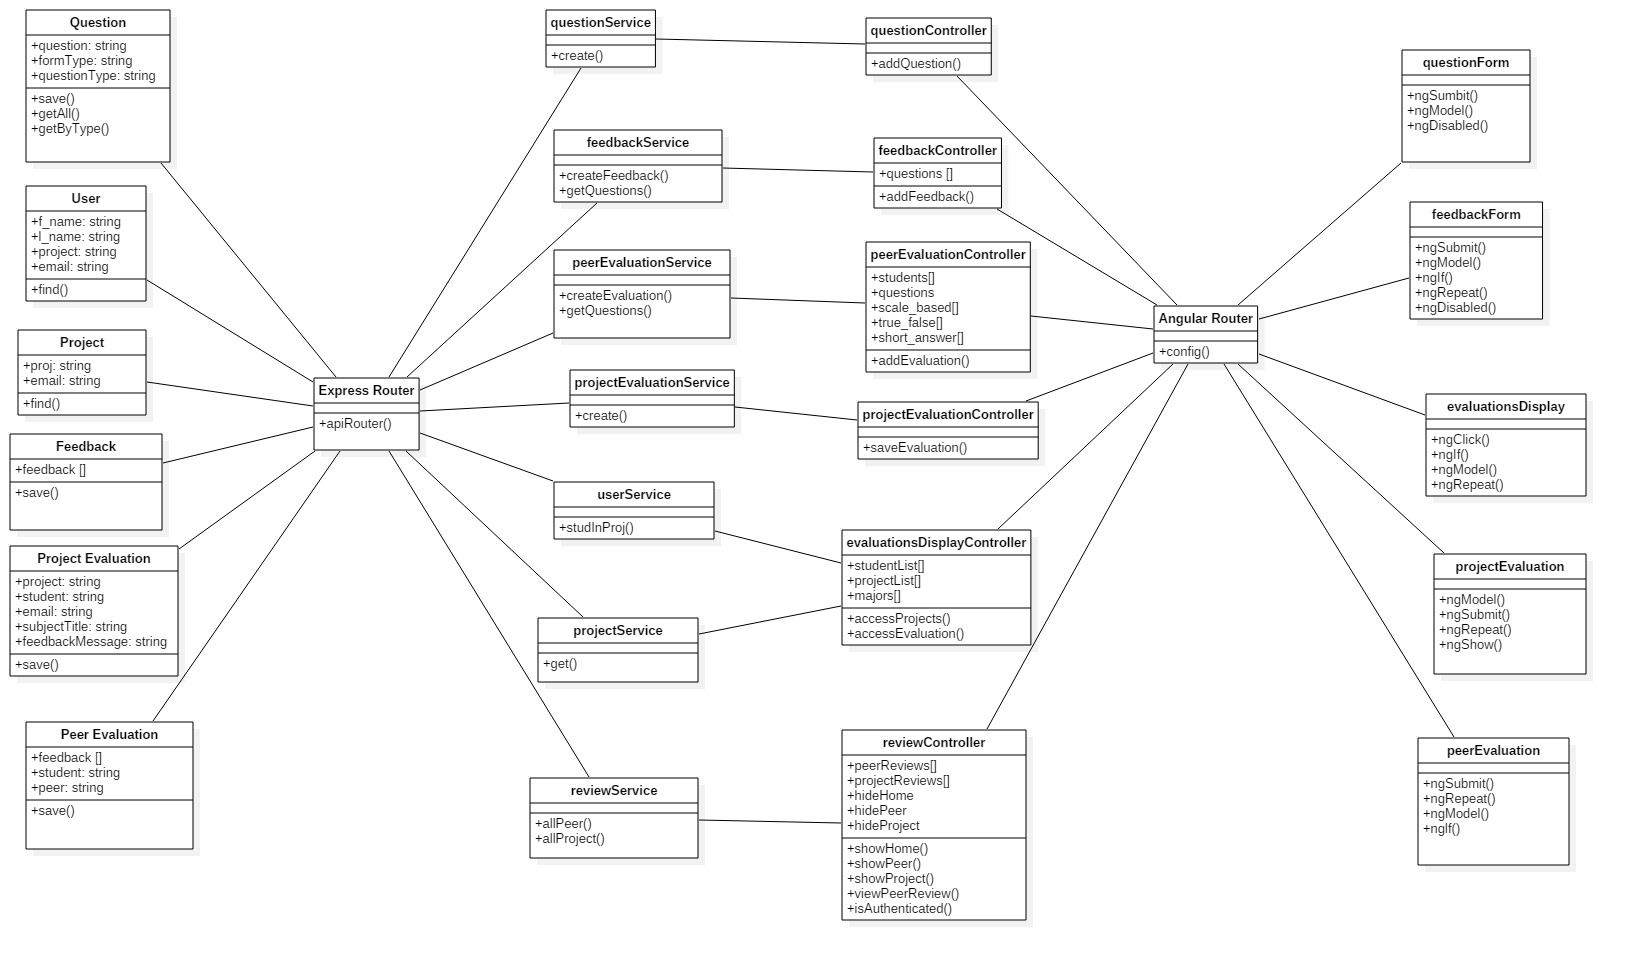 Question
+question: string
+formType: string
+questionType: string
+save()
+getAll()
+getByType()
User
+f_name: string
+l_name: string
+project: string
+email: string
+find()
Project
+proj: string
+email: string
+find()
Feedback
+feedback []
+save()
Project Evaluation
+project: string
+student: string
+email: string
+subjectTitle: string
+feedbackMessage: string
+save()
Peer Evaluation
+feedback []
+student: string
+peer: string
+save()
Express Router
+apiRouter()
questionService
+create()
feedbackService
+createFeedback()
+getQuestions()
peerEvaluationService
+createEvaluation()
+getQuestions()
projectEvaluationService
+create()
userService
+studInProj()
projectService
+get()
reviewService
+allPeer()
+allProject()
questionController
+addQuestion()
feedbackController
+questions []
+addFeedback()
peerEvaluationController
+students[]
+questions
+scale_based[]
+true_false[]
+short_answer[]
+addEvaluation()
projectEvaluationController
+saveEvaluation()
evaluationsDisplayController
+studentList[]
+projectList[]
+majors[]
+accessProjects()
+accessEvaluation()
reviewController
+peerReviews[]
+projectReviews[]
+hideHome
+hidePeer
+hideProject
+showHome()
+showPeer()
+showProject()
+viewPeerReview()
+isAuthenticated()
Angular Router
+config()
questionForm
+ngSumbit()
+ngModel()
+ngDisabled()
feedbackForm
+ngSubmit()
+ngModel()
+ngIf()
+ngRepeat()
+ngDisabled()
evaluationsDisplay
+ngClick()
+ngIf()
+ngModel()
+ngRepeat()
projectEvaluation
+ngModel()
+ngSubmit()
+ngRepeat()
+ngShow()
peerEvaluation
+ngSubmit()
+ngRepeat()
+ngModel()
+ngIf()